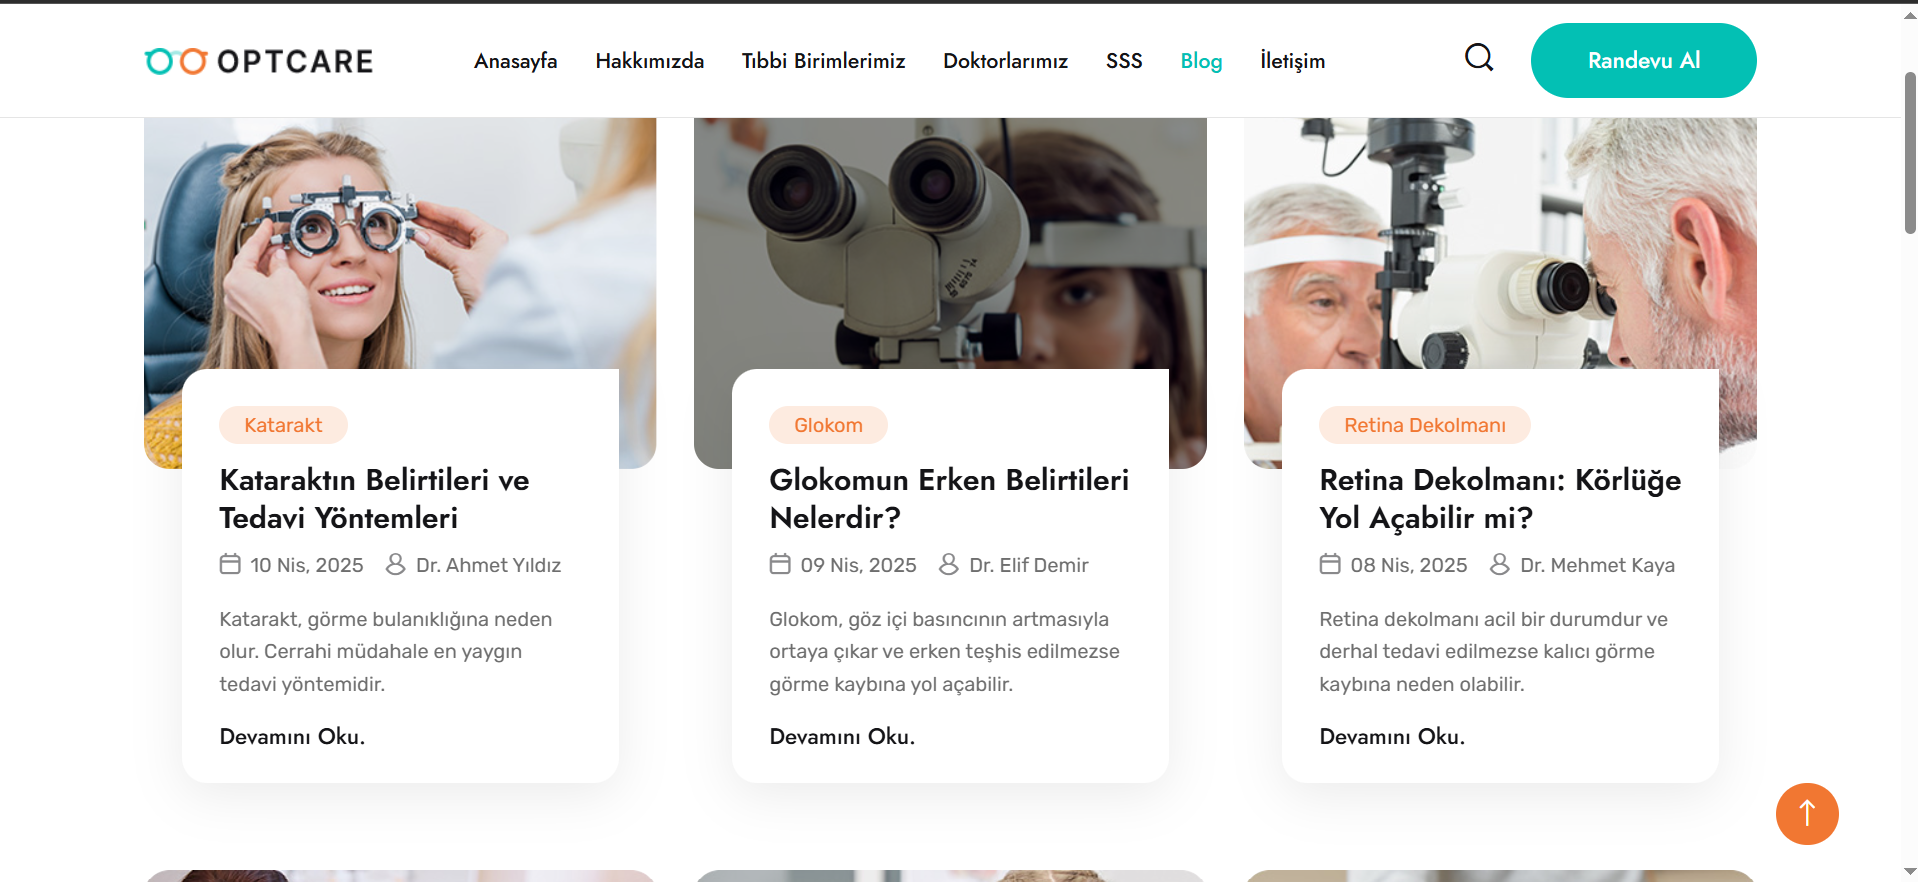 OPTCARE
Anasayfa
Hakkımızda
Tıbbi Birimlerimiz
Doktorlarımız
SSS
Blog
İletişim
Randevu Al
Katarakt
Kataraktın Belirtileri ve
Tedavi Yöntemleri
10 Nis, 2025 Dr. Ahmet Yıldız
Katarakt, görme bulanıklığına neden
olur. Cerrahi müdahale en yaygın
tedavi yöntemidir.
Devamını Oku.
Glokom
Glokomun Erken Belirtileri
Nelerdir?
09 Nis, 2025 Dr. Elif Demir
Glokom, göz içi basıncının artmasıyla
ortaya çıkar ve erken teşhis edilmezse
görme kaybına yol açabilir.
Devamını Oku.
Retina Dekolmanı
Retina Dekolmanı: Körlüğe
Yol Açabilir mi?
08 Nis, 2025 Dr. Mehmet Kaya
Retina dekolmanı acil bir durumdur ve
derhal tedavi edilmezse kalıcı görme
kaybına neden olabilir.
Devamını Oku.